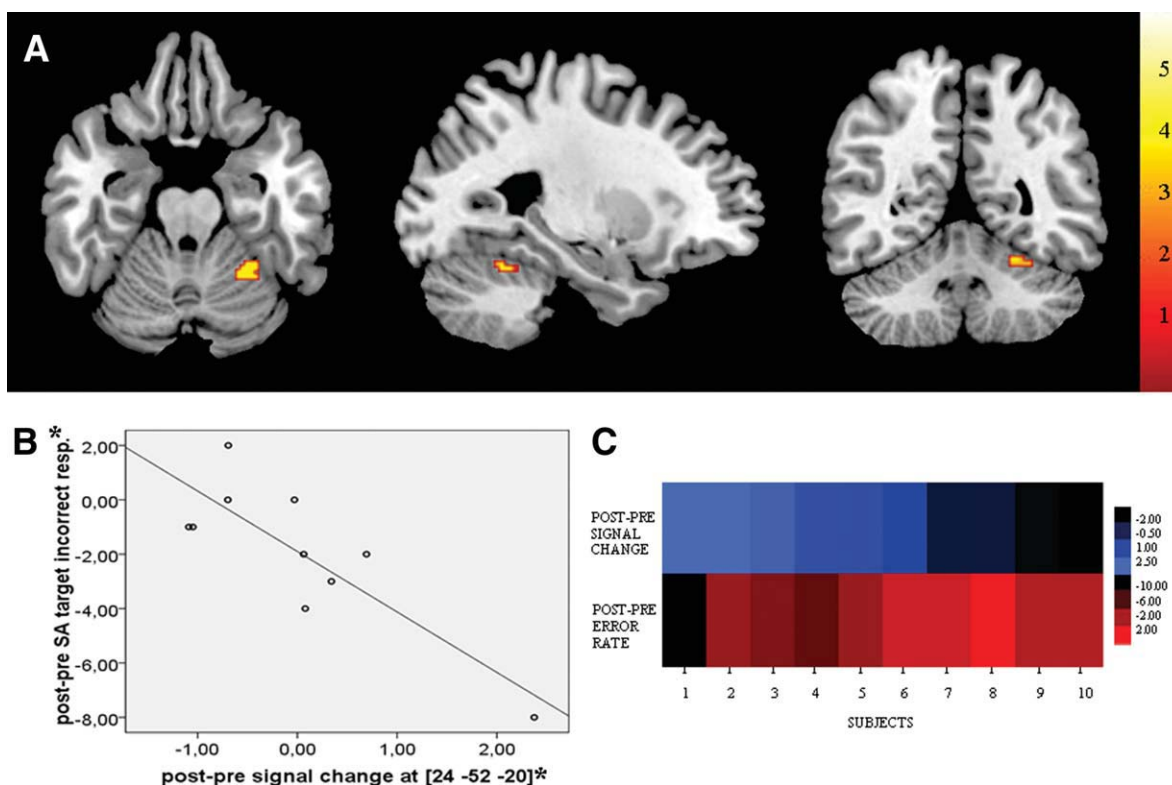 A
5
4
3
2
1
B
post-pre SA target incorrect resp.*
2,00
0,00
-2,00
-4,00
-6,00
-8,00
-1,00 0,00 1,00 2,00
post-pre signal change at [24 -52 -20]*
C
POST-PRE
SIGNAL
CHANGE
POST-PRE
ERROR
RATE
-2.00
-0.50
1.00
2.50
-10.00
-6.00
-2.00
2.00
1 2 3 4 5 6 7 8 9 10
SUBJECTS